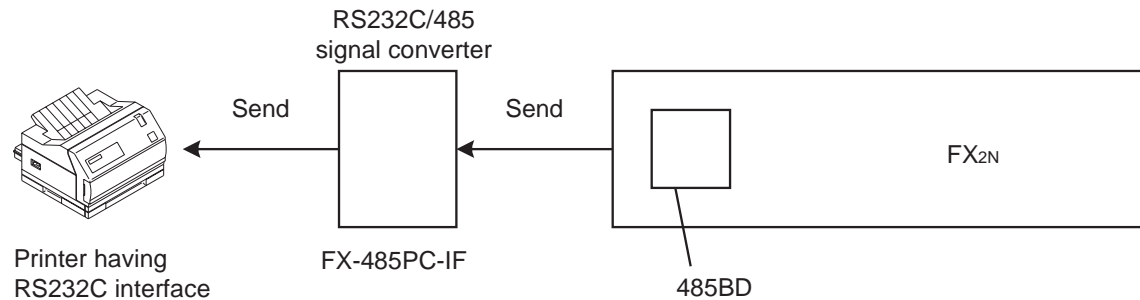 RS232C/485
signal converter
Send
Send
FX2N
Printer having
RS232C interface
FX-485PC-IF
485BD